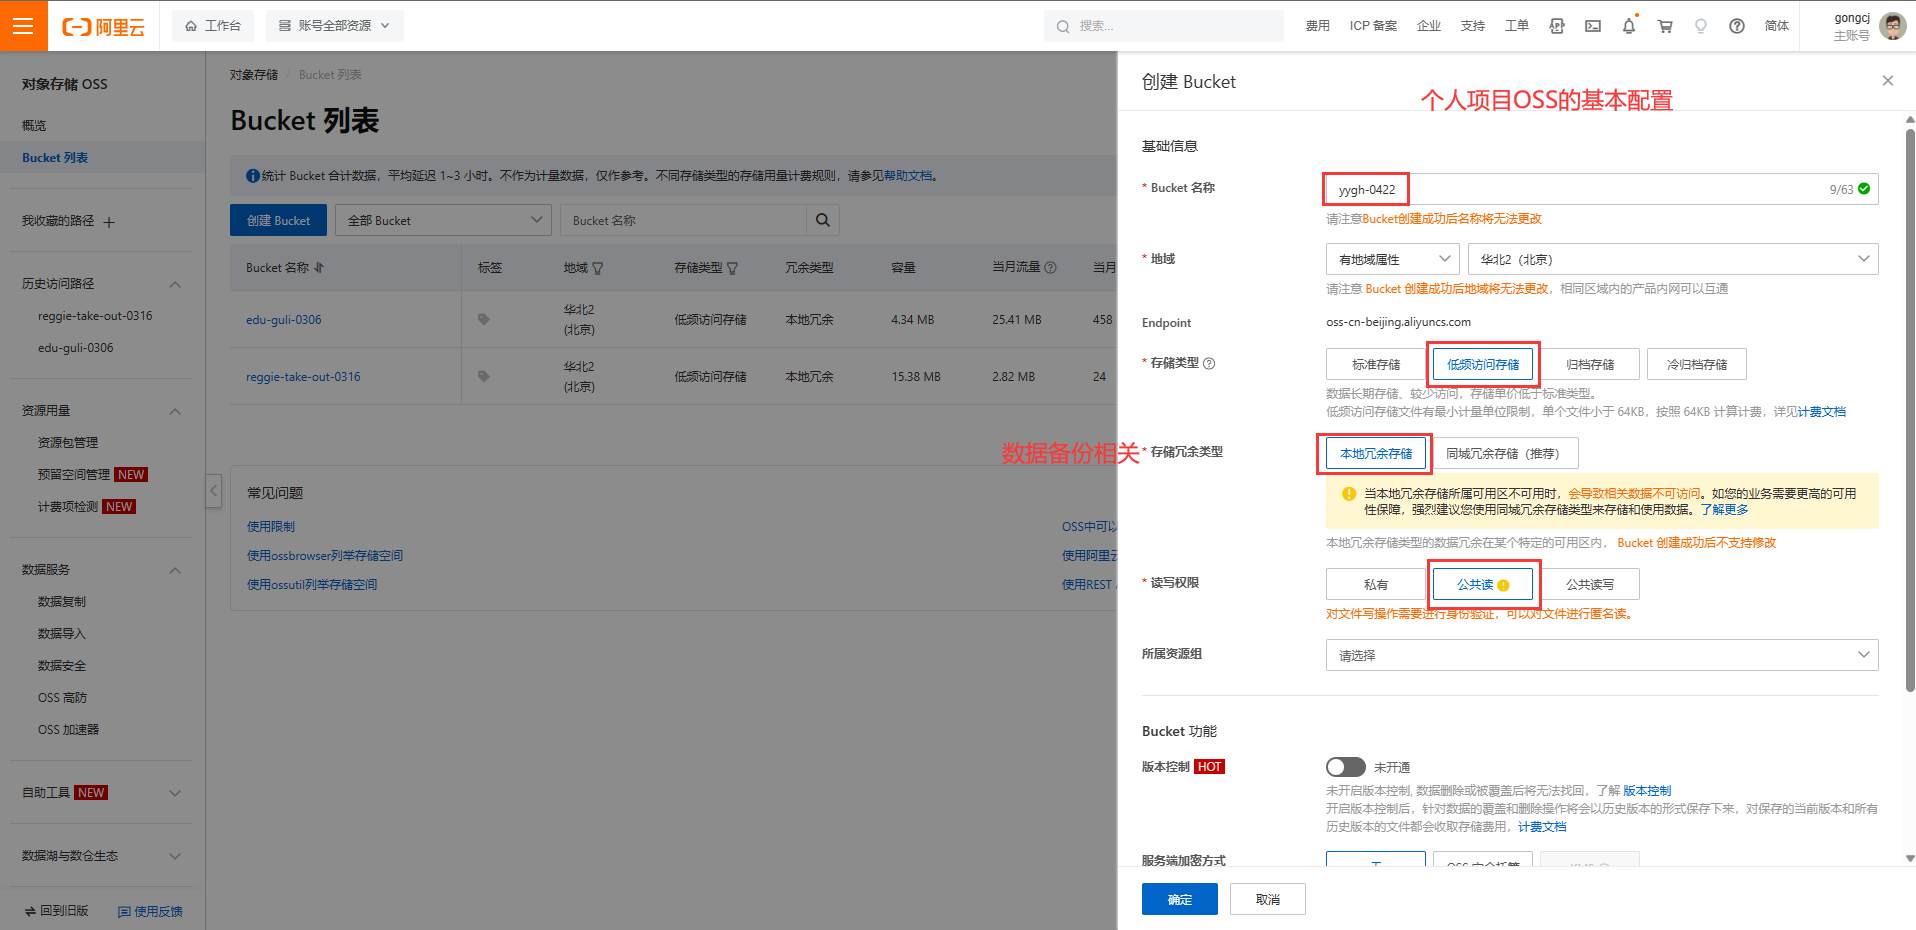 阿里云
工作台
账号全部资源
搜索...
费用
ICP 备案
企业
支持
工单
简体
gongcj
主账号
对象存储 OSS
概览
Bucket 列表
我收藏的路径
历史访问路径
reggie-take-out-0316
edu-guli-0306
资源用量
资源包管理
预留空间管理 NEW
计费项检测 NEW
数据服务
数据复制
数据导入
数据安全
OSS 高防
OSS 加速器
自助工具 NEW
数据湖与数仓生态
回到旧版
使用反馈
对象存储 / Bucket 列表
Bucket 列表
统计 Bucket 合计数据，平均延迟 1~3 小时。不作为计量数据，仅作参考。不同存储类型的存储用量计费规则，请参见帮助文档。
创建 Bucket
全部 Bucket
Bucket 名称
Bucket 名称 标签 地域 存储类型 冗余类型 容量 当月流量 当月
edu-guli-0306 华北2 (北京) 低频访问存储 本地冗余 4.34 MB 25.41 MB 458
reggie-take-out-0316 华北2 (北京) 低频访问存储 本地冗余 15.38 MB 2.82 MB 24
常见问题
使用限制
OSS中可以
使用ossbrowser列举存储空间
使用阿里云
使用ossutil列举存储空间
使用REST
数据备份相关
创建 Bucket
个人项目OSS的基本配置
基础信息
* Bucket 名称
yygh-0422
9/63
请注意Bucket创建成功后名称将无法更改
* 地域
有地域属性
华北2（北京）
请注意 Bucket 创建成功后地域将无法更改，相同区域内的产品内网可以互通
Endpoint
oss-cn-beijing.aliyuncs.com
* 存储类型
标准存储
低频访问存储
归档存储
冷归档存储
数据长期存储、较少访问，存储单价低于标准类型。
低频访问存储文件有最小计量单位限制，单个文件小于 64KB，按照 64KB 计算计费，详见计费文档
* 存储冗余类型
本地冗余存储
同城冗余存储（推荐）
当本地冗余存储所属可用区不可用时，会导致相关数据不可访问。如您的业务需要更高的可用
性保障，强烈建议您使用同城冗余存储类型来存储和使用数据。了解更多
本地冗余存储类型的数据冗余在某个特定的可用区内， Bucket 创建成功后不支持修改
* 读写权限
私有
公共读
公共读写
对文件写操作需要进行身份验证，可以对文件进行匿名读。
所属资源组
请选择
Bucket 功能
版本控制 HOT
未开通
未开启版本控制, 数据删除或被覆盖后将无法找回，了解 版本控制
开启版本控制后，针对数据的覆盖和删除操作将会以历史版本的形式保存下来，对保存的当前版本和所有
历史版本的文件都会收取存储费用，计费文档
服务端加密方式
确定
取消